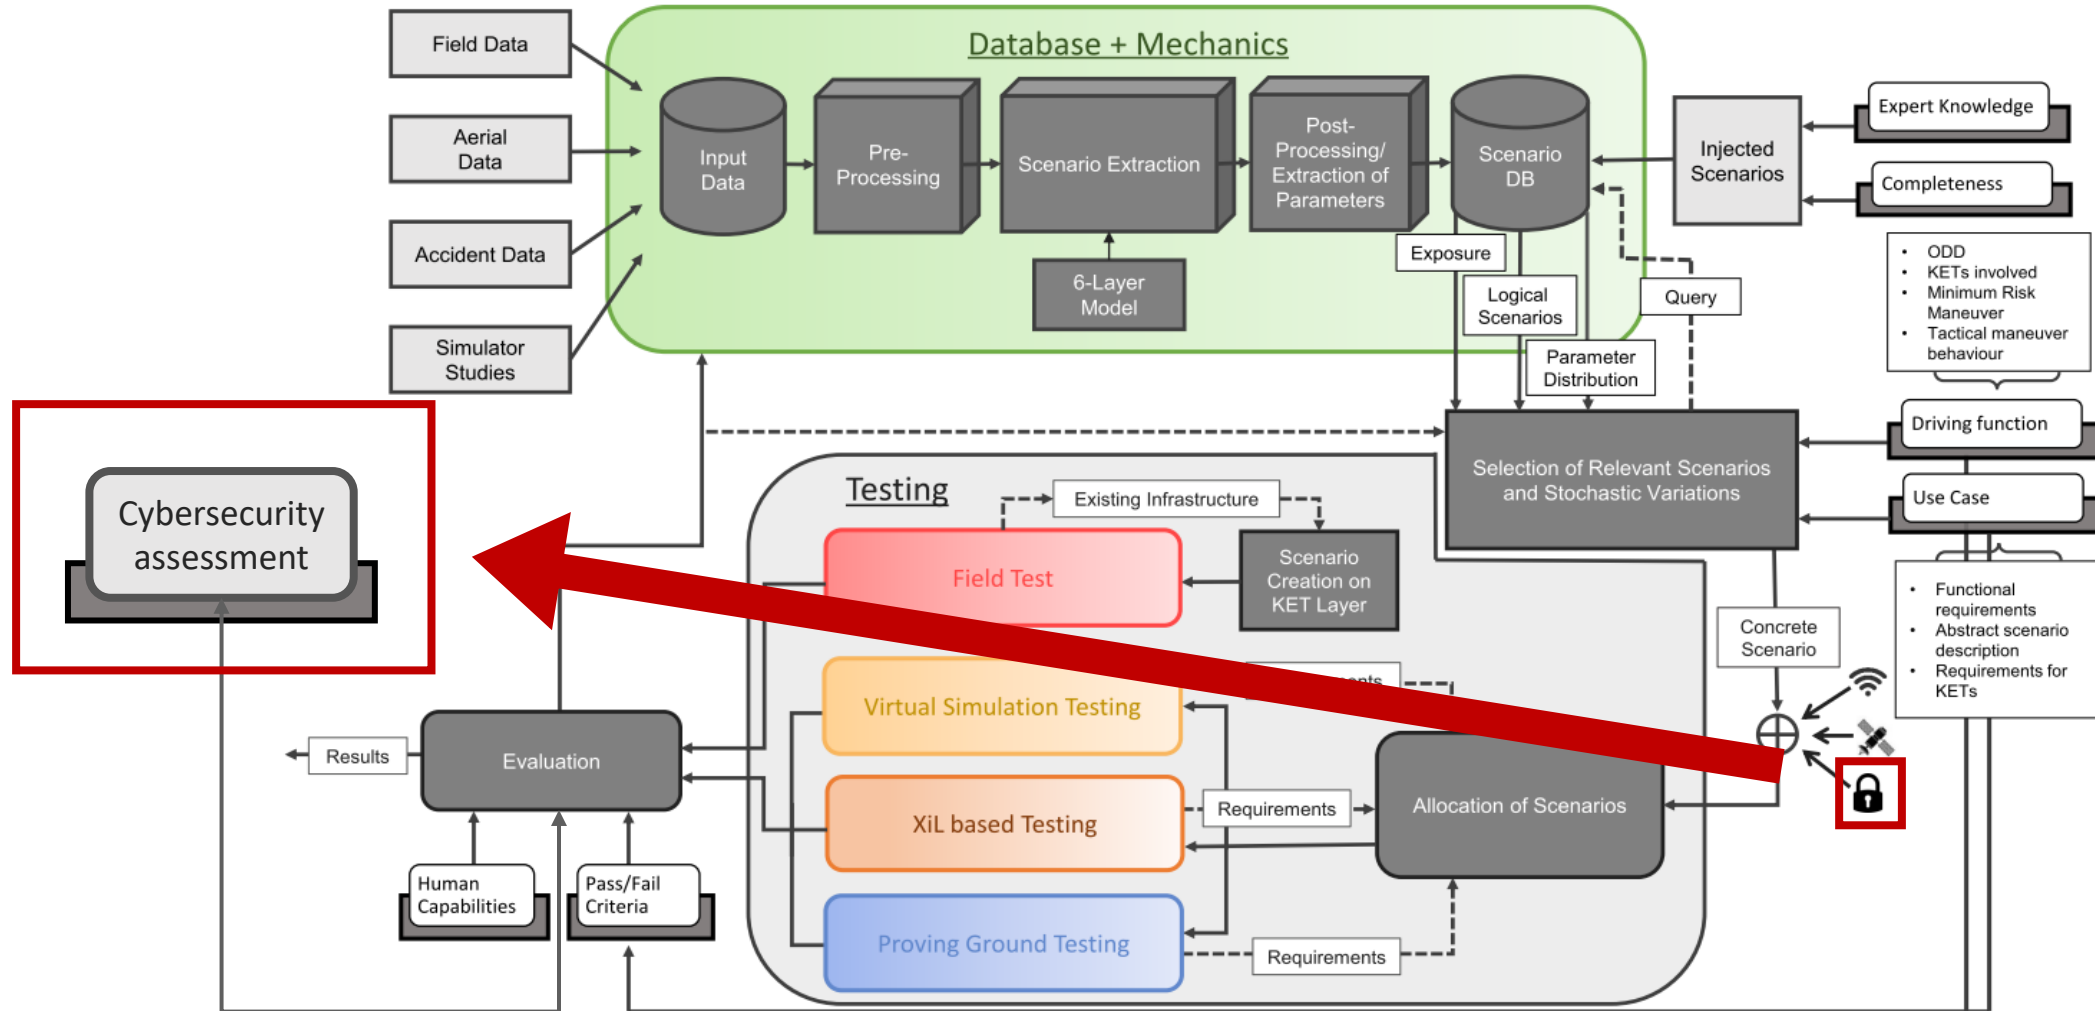 Field Data
Aerial
Data
Accident Data
Simulator
Studies
Database + Mechanics
Input
Data
Pre-
Processing
Scenario Extraction
6-Layer
Model
Post-
Processing/
Extraction of
Parameters
Scenario
DB
Injected
Scenarios
Expert Knowledge
Completeness
Exposure
Logical
Scenarios
Parameter
Distribution
Query
• ODD
• KETs involved
• Minimum Risk
Maneuver
• Tactical maneuver
behaviour
Driving function
Use Case
Selection of Relevant Scenarios
and Stochastic Variations
• Functional
requirements
• Abstract scenario
description
• Requirements for
KETs
Concrete
Scenario
Cybersecurity
assessment
Testing
Existing Infrastructure
Field Test
Scenario
Creation on
KET Layer
Virtual Simulation Testing
XiL based Testing
Requirements
Allocation of Scenarios
Proving Ground Testing
Requirements
Results
Evaluation
Human
Capabilities
Pass/Fail
Criteria